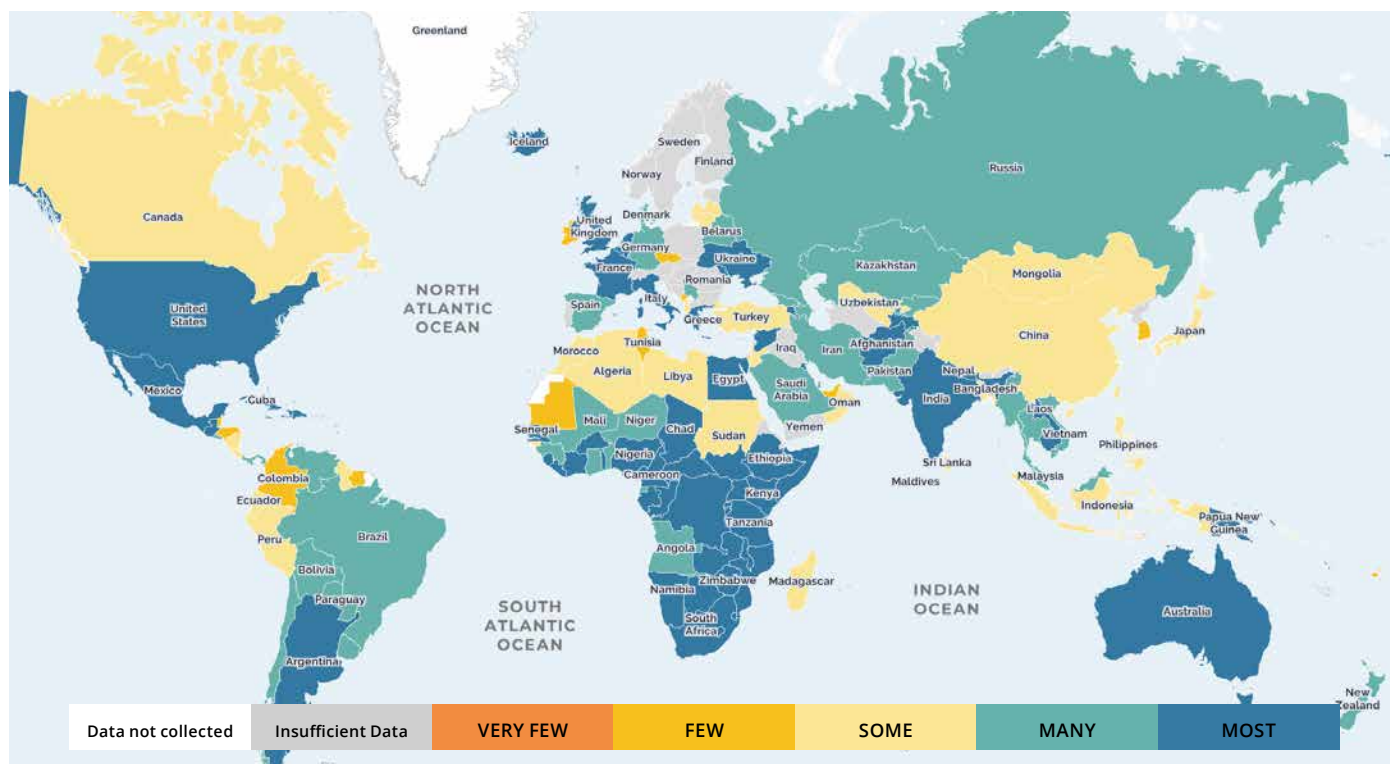 Greenland
Iceland
Sweden
Finland
Norway
Russia
Canada
United
Kingdom
Denmark
Belarus
Germany
Ukraine
France
Kazakhstan
Romania
Mongolia
NORTH
ATLANTIC
OCEAN
Italy
Spain
Uzbekistan
United
States
Greece
Turkey
China
Japan
Tunisia
Morocco
Iraq
Iran
Afghanistan
Algeria
Libya
Egypt
Pakistan
Nepal
Mexico
Cuba
Saudi
Arabia
Bangladesh
India
Oman
Laos
Mali
Niger
Chad
Senegal
Sudan
Yemen
Vietnam
Philippines
Nigeria
Ethiopia
Sri Lanka
Colombia
Cameroon
Maldives
Malaysia
Ecuador
Kenya
Indonesia
Tanzania
Papua New
Guinea
Peru
Brazil
Angola
Bolivia
Zimbabwe
Madagascar
Namibia
INDIAN
OCEAN
Paraguay
SOUTH
ATLANTIC
OCEAN
South
Africa
Australia
Argentina
New
Zealand
Data not collected
Insufficient Data
VERY FEW
FEW
SOME
MANY
MOST